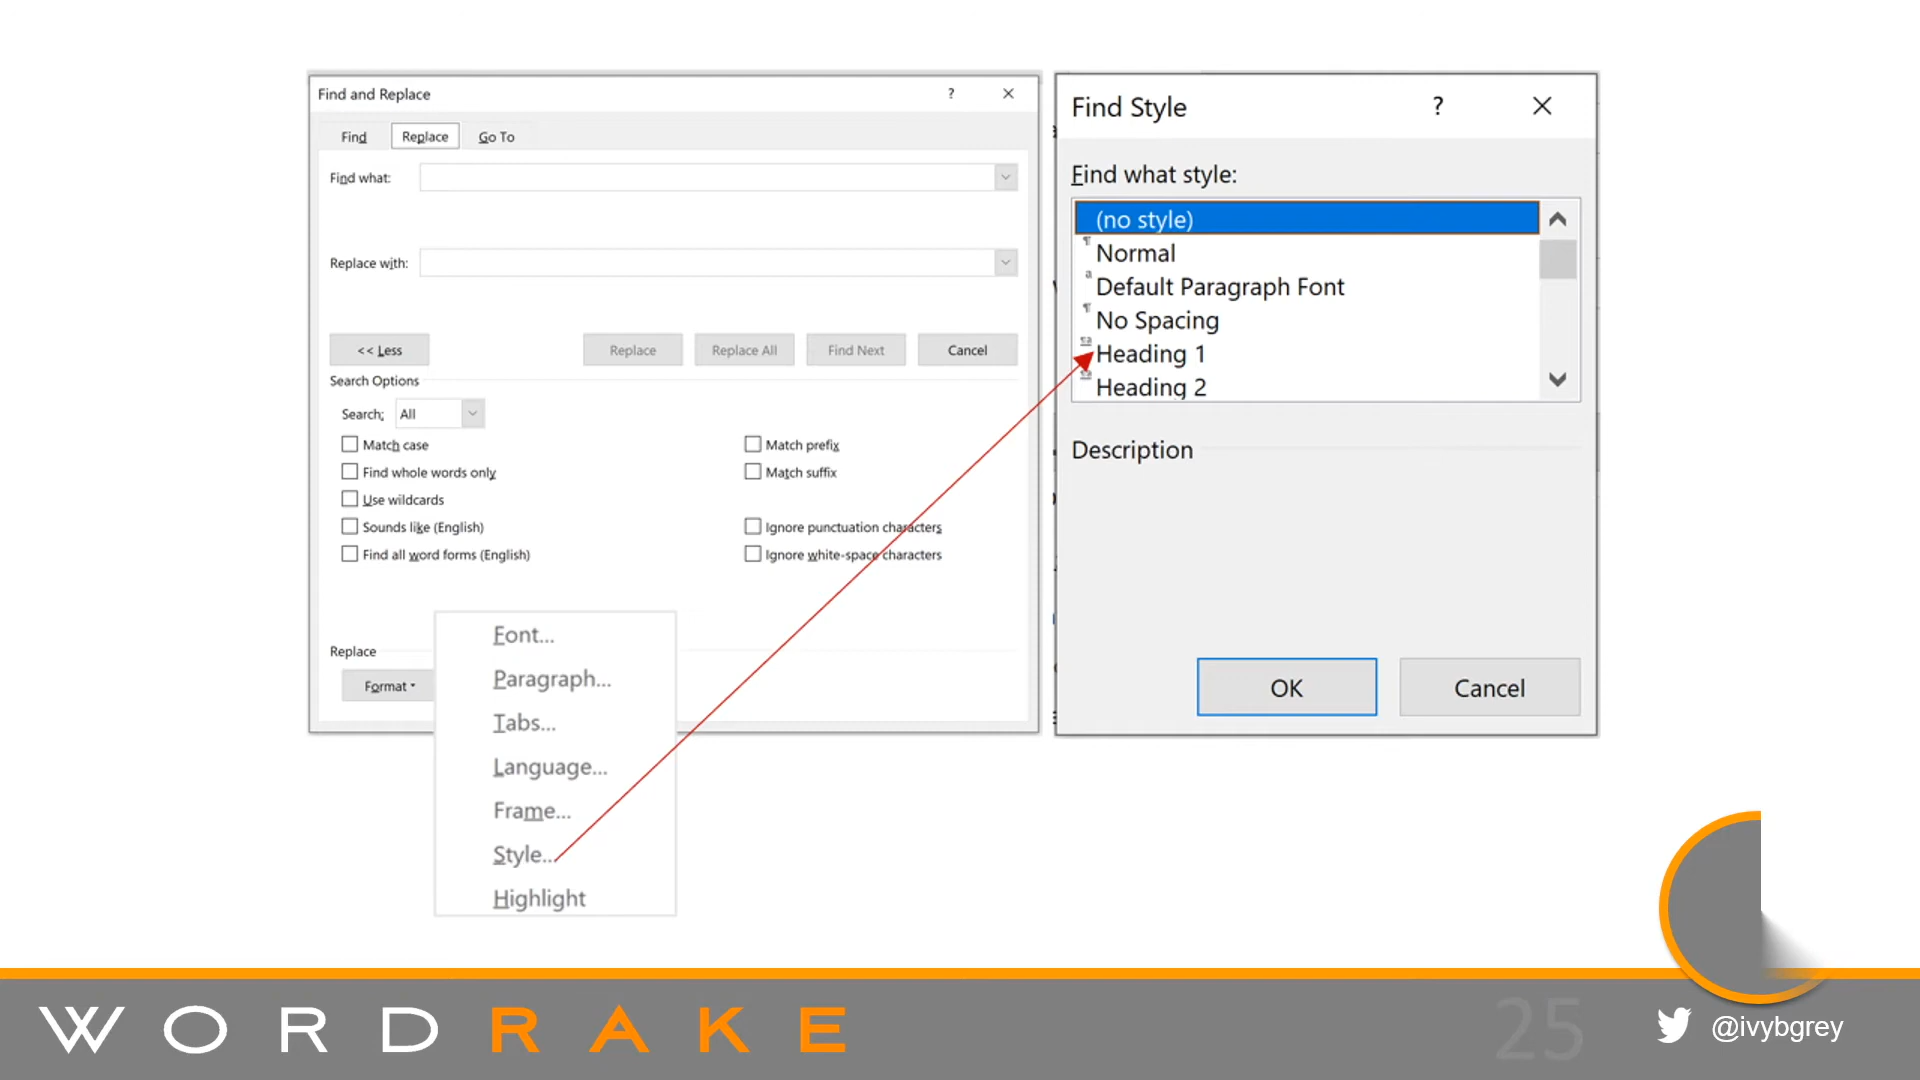 Find and Replace ?
Find Replace Go To
Find what:
Replace with:
<< Less Replace Replace All Find Next Cancel
Search Options
Search: All
Match case Match prefix
Find whole words only Match suffix
Use wildcards
Sounds like (English) Ignore punctuation characters
Find all word forms (English) Ignore white-space characters
Replace
Format
Font...
Paragraph...
Tabs...
Language...
Frame...
Style...
Highlight
Find Style ?
Find what style:
(no style)
¶ Normal
a Default Paragraph Font
¶ No Spacing
¶a Heading 1
¶a Heading 2
Description
OK Cancel
WORDRAKE 25 @ivybgrey